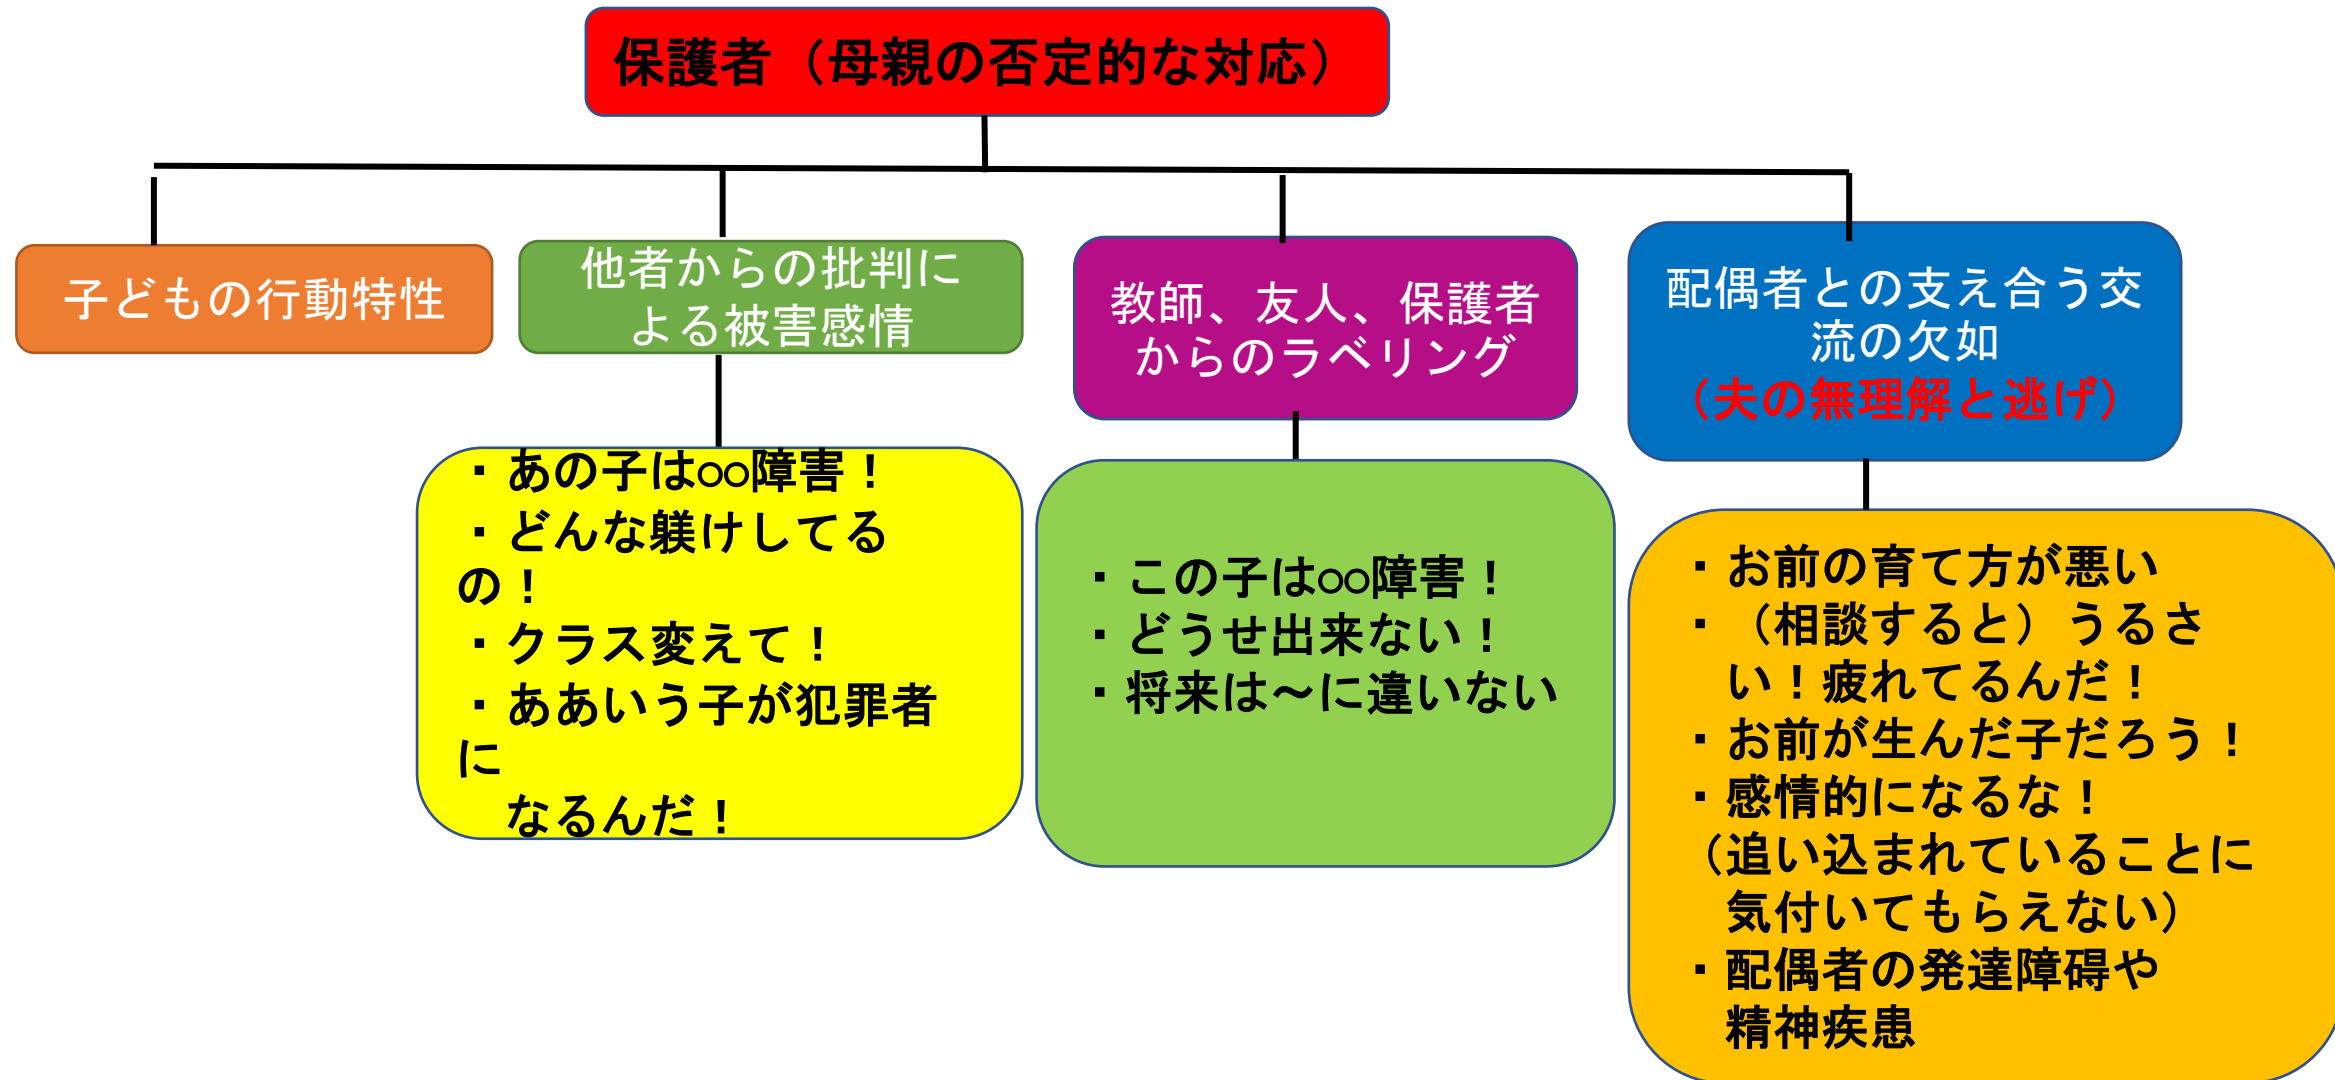 保護者（母親の否定的な対応）
子どもの行動特性
他者からの批判に
よる被害感情
教師、友人、保護者
からのラベリング
配偶者との支え合う交
流の欠如
（夫の無理解と逃げ）
・あの子は○○障害！
・どんな躾けしてる
の！
・クラス変えて！
・ああいう子が犯罪者
に
なるんだ！
・この子は○○障害！
・どうせ出来ない！
・将来は～に違いない
・お前の育て方が悪い
・（相談すると）うるさ
い！疲れてるんだ！
・お前が生んだ子だろう！
・感情的になるな！
（追い込まれていることに
気付いてもらえない）
・配偶者の発達障碍や
精神疾患